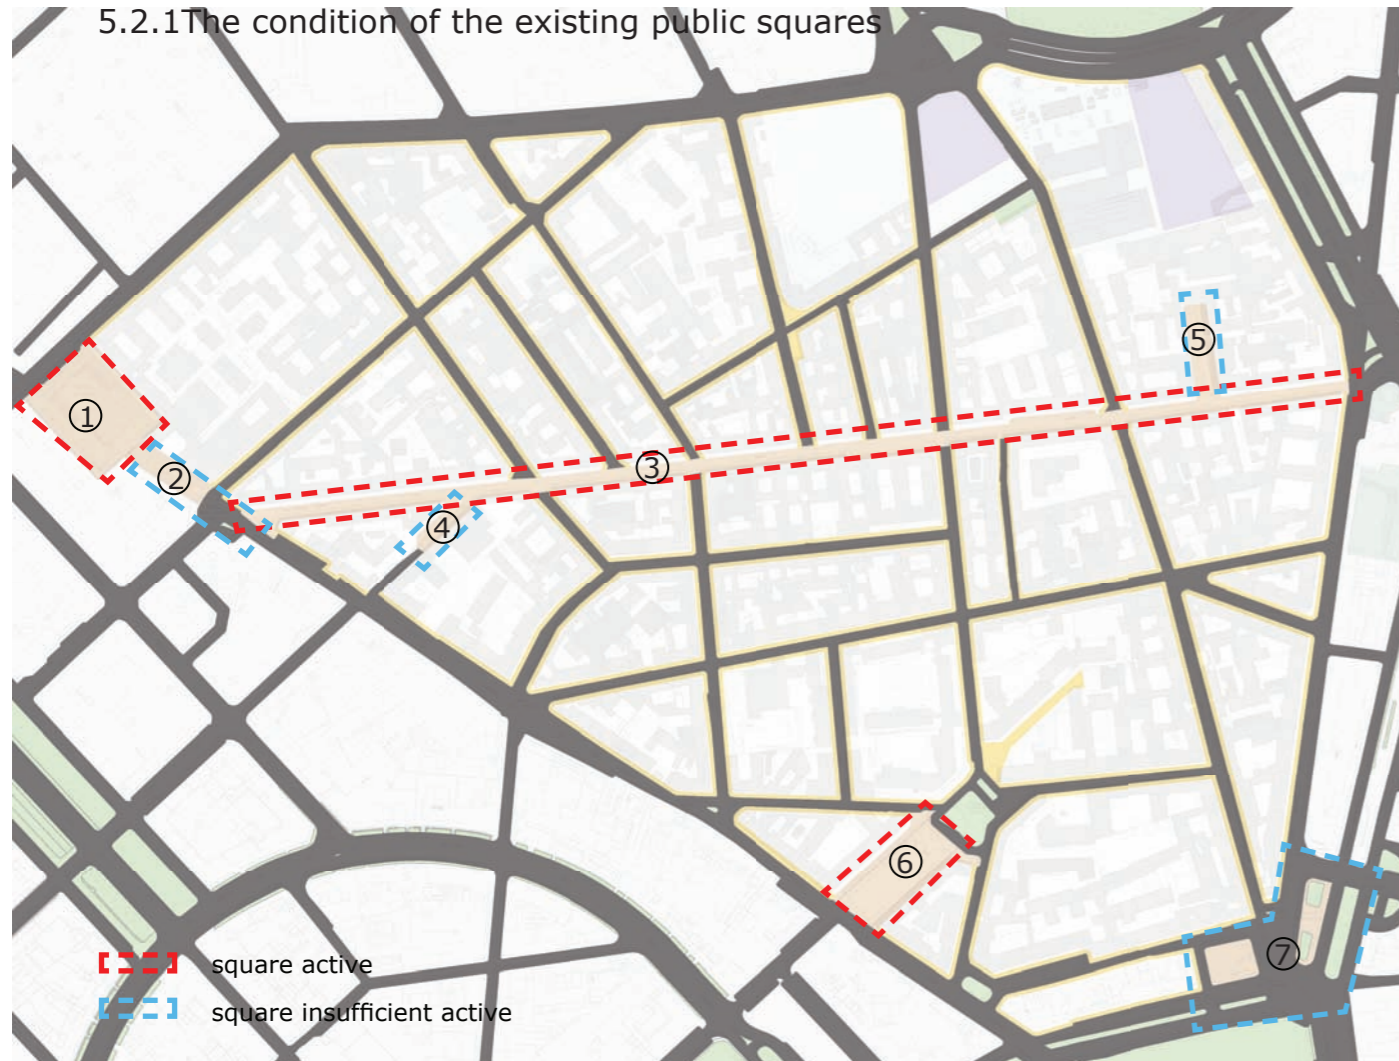 5.2.1The condition of the existing public squares
⑤
①
③
②
④
⑥
⑦
square active
square insufficient active